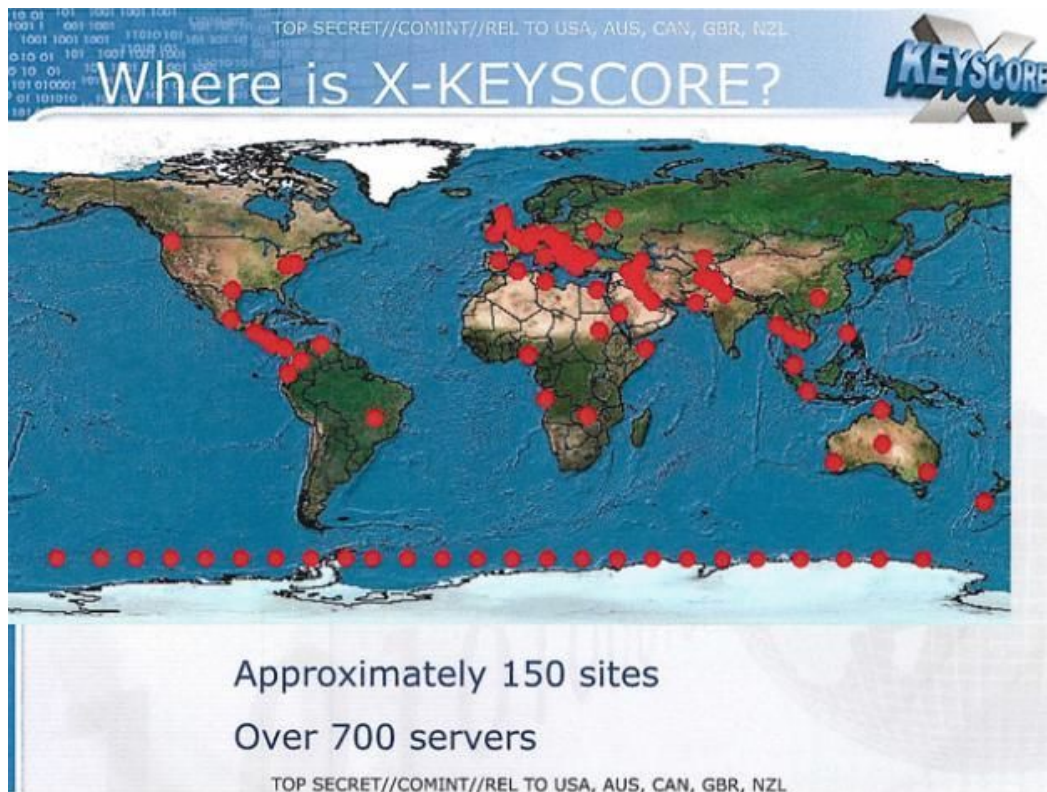 TOP SECRET//COMINT//REL TO USA, AUS, CAN, GBR, NZL
Where is X-KEYSCORE?
X
KEYSCORE
Approximately 150 sites
Over 700 servers
TOP SECRET//COMINT//REL TO USA, AUS, CAN, GBR, NZL